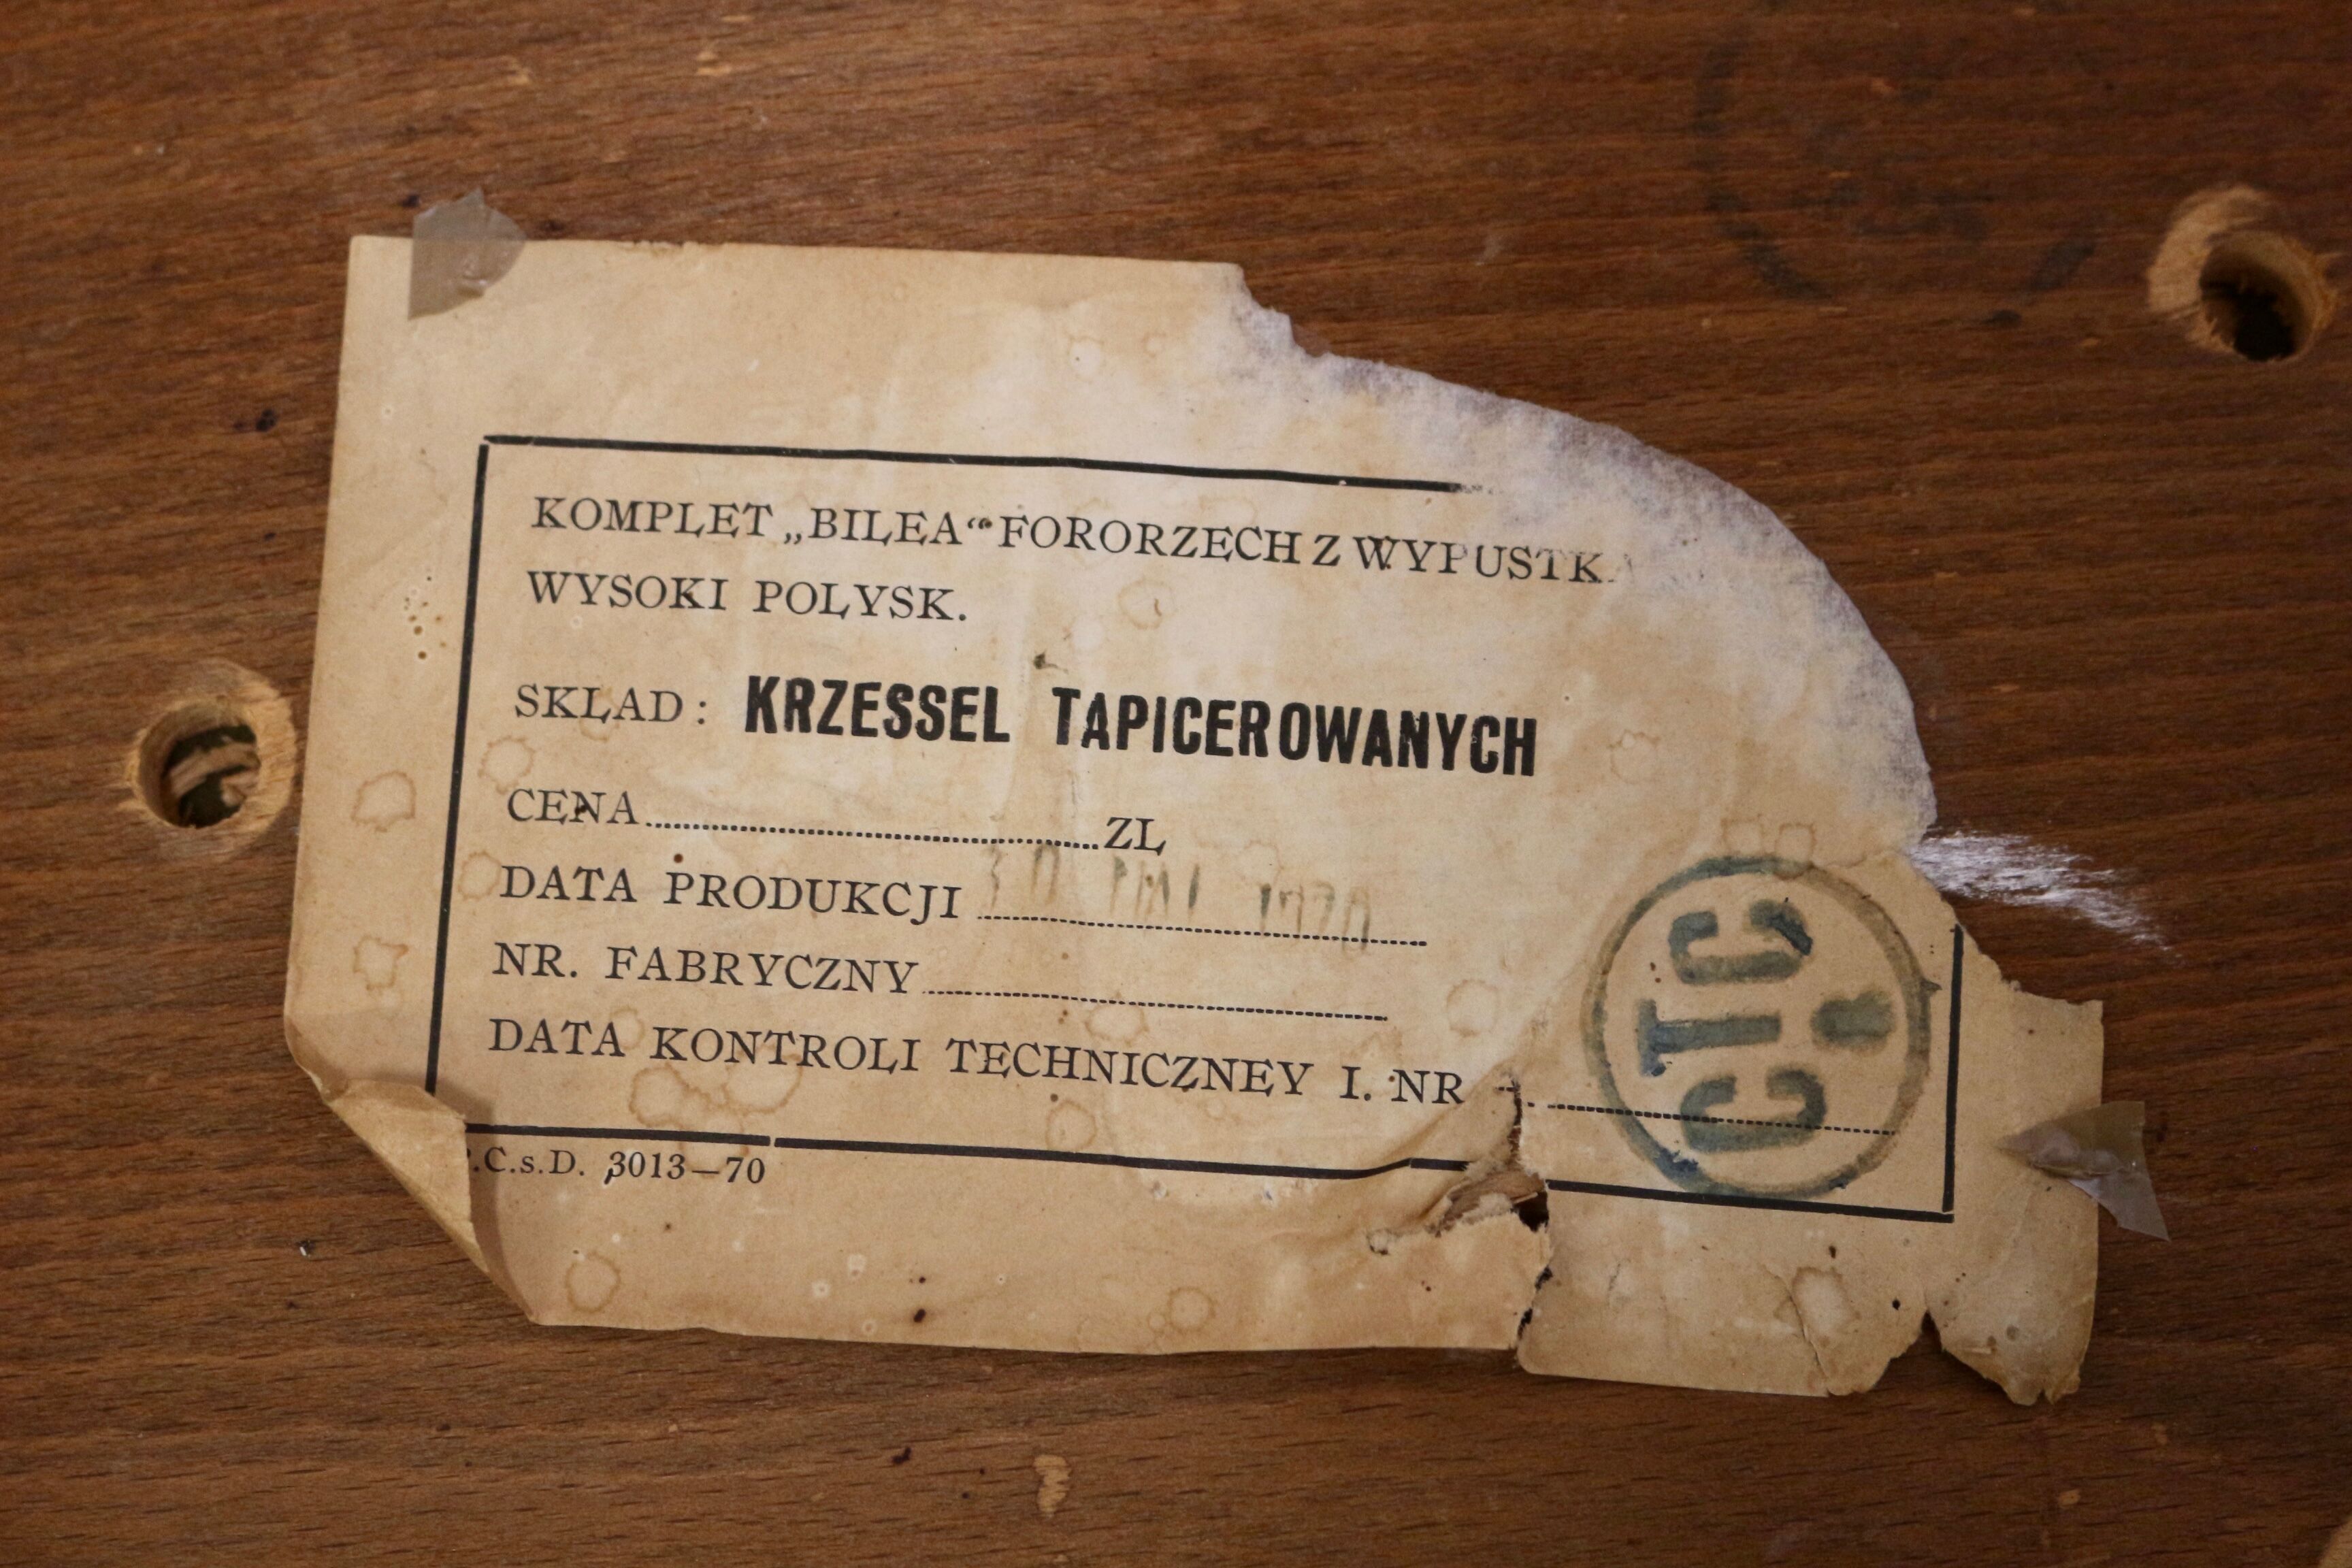 KOMPLET „BILEA“ FORORZECH Z WYPUSTK
WYSOKI POLYSK.
SKLAD: KRZESSEL TAPICEROWANYCH
CENA ZL
DATA PRODUKCJI
NR. FABRYCZNY
DATA KONTROLI TECHNICZNEY I. NR
.C.s.D. 3013—70
CTC